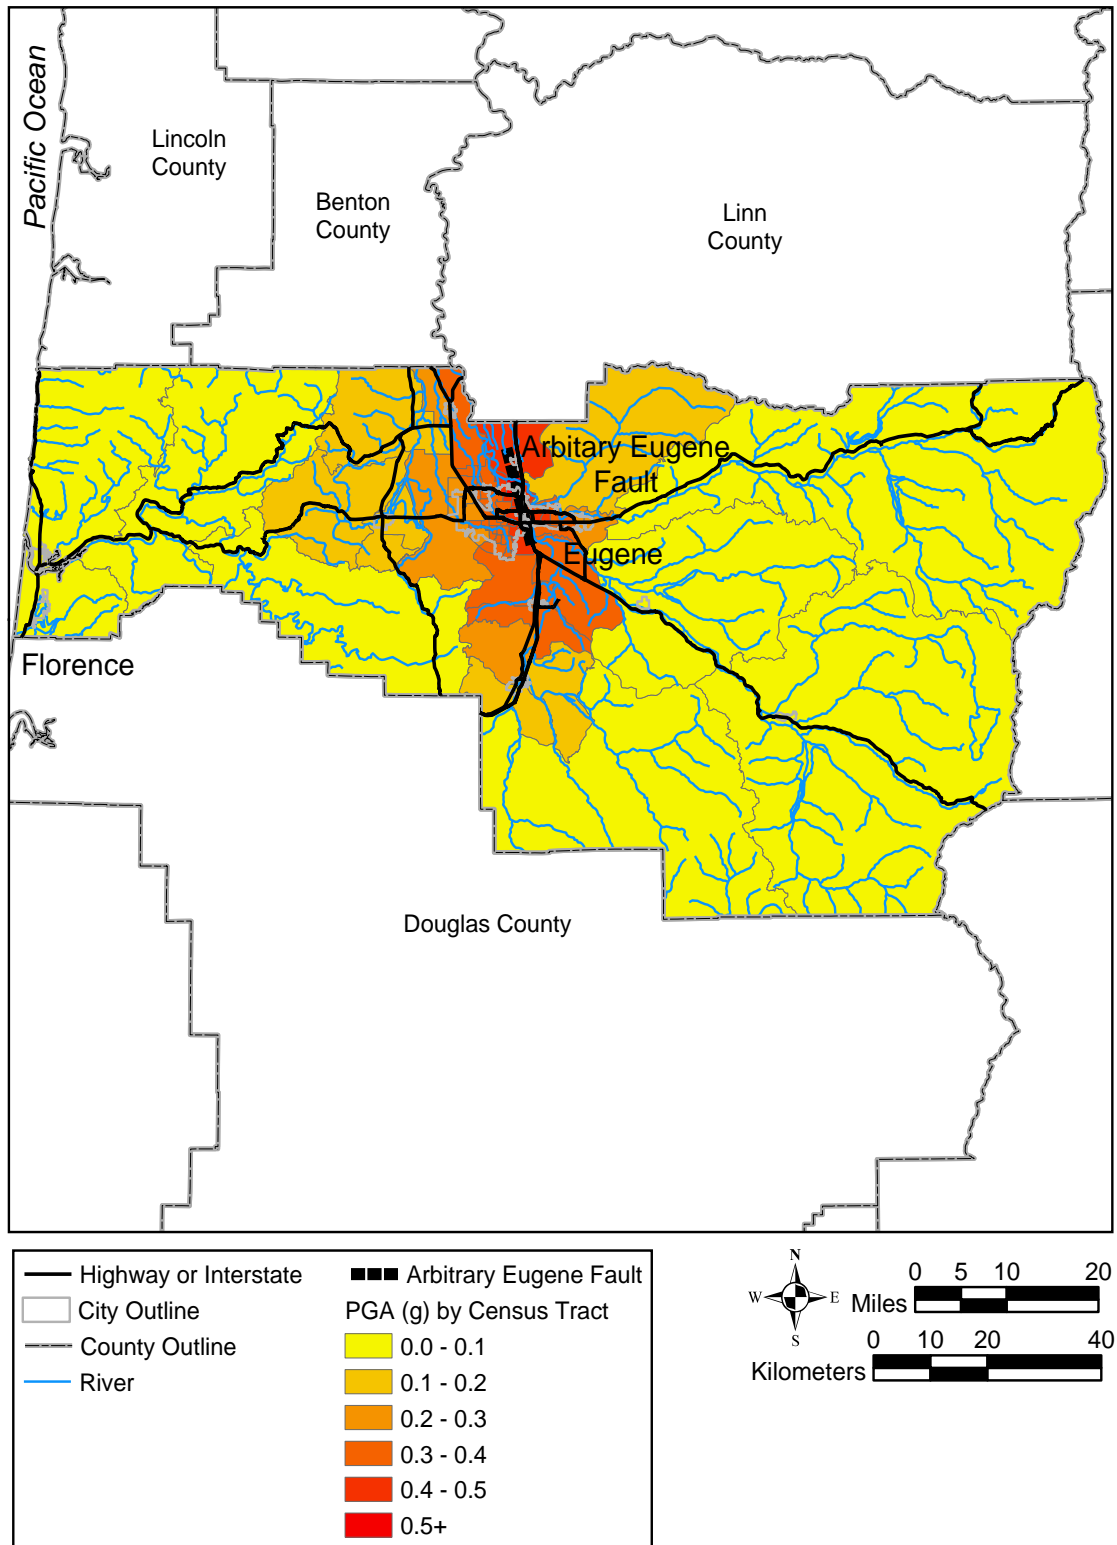 Pacific Ocean
Lincoln
County
Benton
County
Linn
County
Arbitary Eugene
Fault
Eugene
Florence
Douglas County
Highway or Interstate
City Outline
County Outline
River
Arbitrary Eugene Fault
PGA (g) by Census Tract
0.0 - 0.1
0.1 - 0.2
0.2 - 0.3
0.3 - 0.4
0.4 - 0.5
0.5+
N
W E
S
0 5 10 20
Miles
0 10 20 40
Kilometers